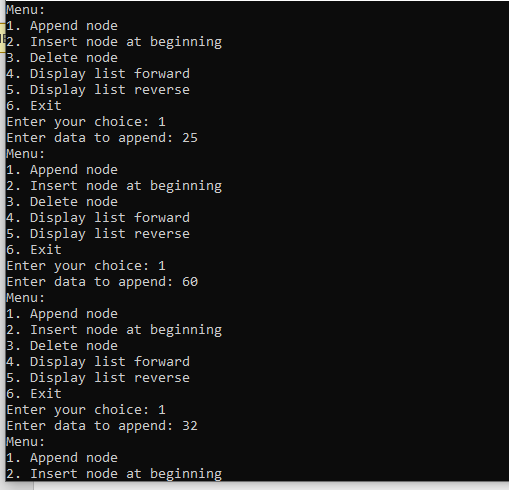 Menu:
1. Append node
2. Insert node at beginning
3. Delete node
4. Display list forward
5. Display list reverse
6. Exit
Enter your choice: 1
Enter data to append: 25
Menu:
1. Append node
2. Insert node at beginning
3. Delete node
4. Display list forward
5. Display list reverse
6. Exit
Enter your choice: 1
Enter data to append: 60
Menu:
1. Append node
2. Insert node at beginning
3. Delete node
4. Display list forward
5. Display list reverse
6. Exit
Enter your choice: 1
Enter data to append: 32
Menu:
1. Append node
2. Insert node at beginning